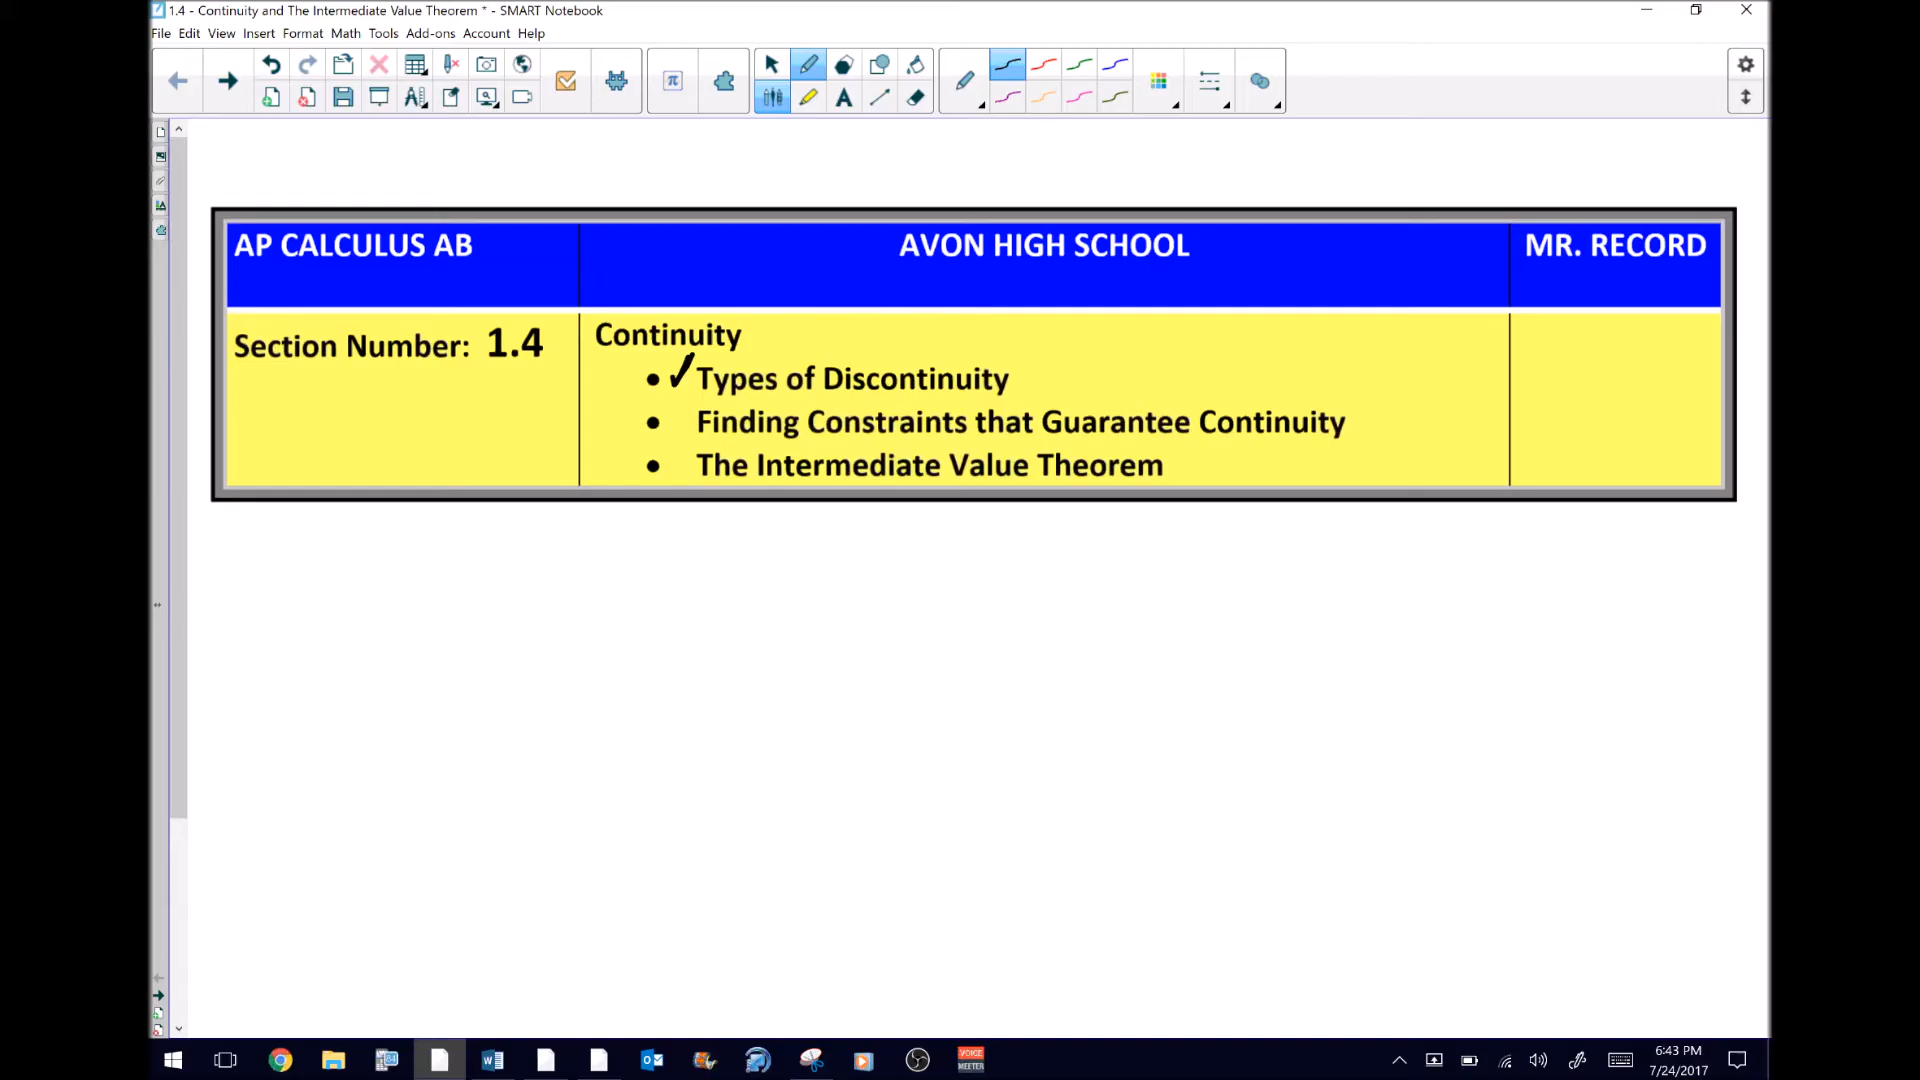 1.4 - Continuity and The Intermediate Value Theorem * - SMART Notebook
File Edit View Insert Format Math Tools Add-ons Account Help
AP CALCULUS AB
AVON HIGH SCHOOL
MR. RECORD
Section Number: 1.4
Continuity
• ✓Types of Discontinuity
• Finding Constraints that Guarantee Continuity
• The Intermediate Value Theorem
VOICE
MEETER
6:43 PM
7/24/2017